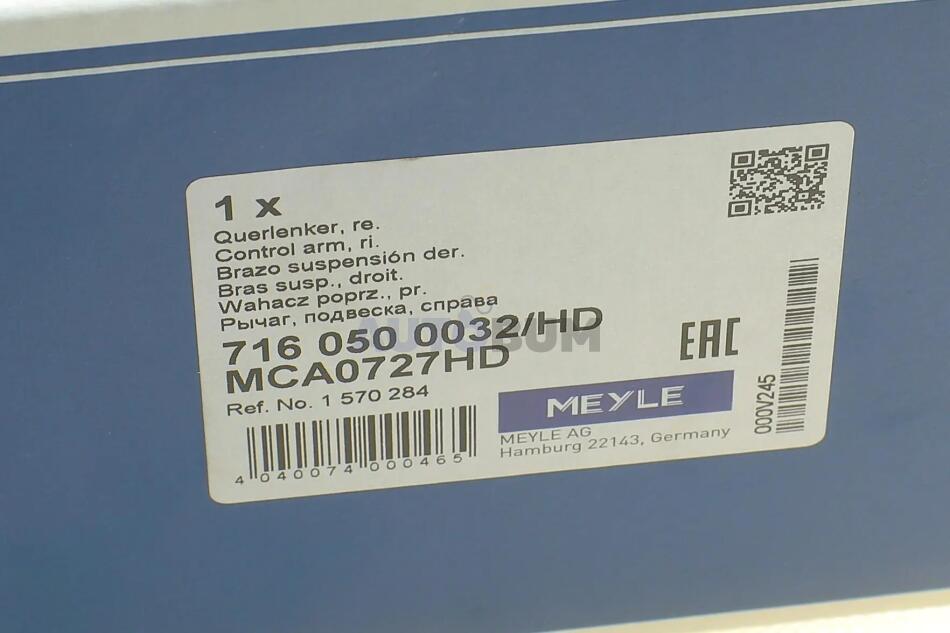 1 x
Querlenker, re.
Control arm, ri.
Brazo suspensión der.
Bras susp., droit.
Wahacz poprz., pr.
Рычаг, подвеска, справа
AUTOBUM
716 050 0032/HD
MCA0727HD
Ref. No. 1 570 284
4 040074 000465
EAC
MEYLE
MEYLE AG
Hamburg 22143, Germany
000V245